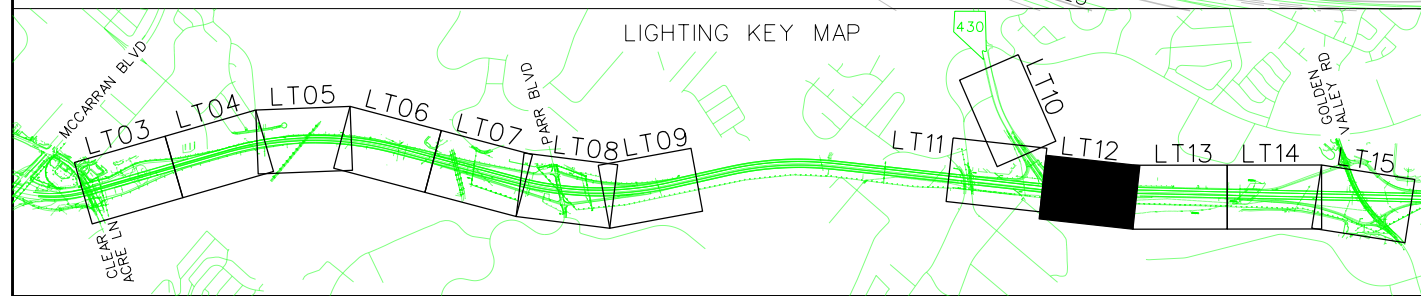 LIGHTING KEY MAP
430
MCCARRAN BLVD
LT03
LT04
LT05
LT06
LT07
PARR BLVD
LT08
LT09
LT10
LT11
LT12
LT13
LT14
GOLDEN
VALLEY RD
LT15
CLEAR
ACRE LN